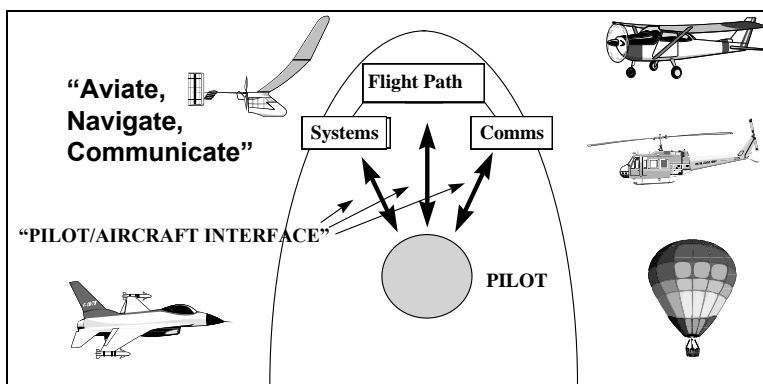 “Aviate,
Navigate,
Communicate”
Flight Path
Systems
Comms
“PILOT/AIRCRAFT INTERFACE”
PILOT